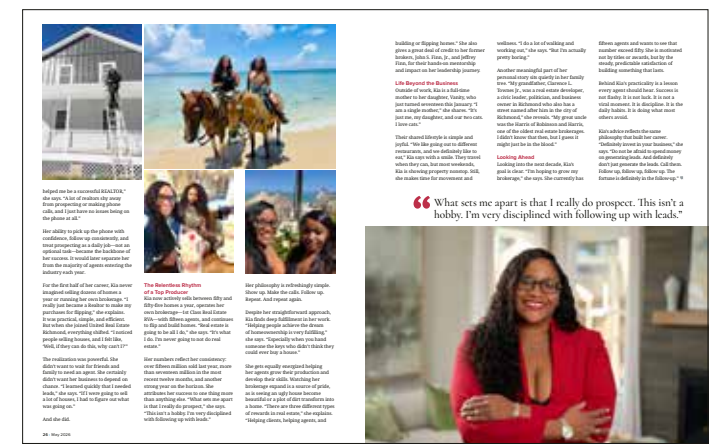 helped me be a successful REALTOR,"
she says. "A lot of realtors shy away
from prospecting or making phone
calls, and I just have no issues being on
the phone at all."
Her ability to pick up the phone with
confidence, follow up consistently, and
treat prospecting as a daily job—not an
optional task—became the backbone of
her success. It would later separate her
from the majority of agents entering the
industry each year.
For the first half of her career, Kia never
imagined selling dozens of homes a
year or running her own brokerage. "I
really just became a Realtor to make my
purchases for flipping," she explains.
It was practical, simple, and efficient.
But when she joined United Real Estate
Richmond, everything shifted. "I noticed
people selling houses, and I felt like,
'Well, if they can do this, why can't I?'"
The realization was powerful. She
didn't want to wait for friends and
family to need an agent. She certainly
didn't want her business to depend on
chance. "I learned quickly that I needed
leads," she says. "If I were going to sell
a lot of houses, I had to figure out what
was going on."
And she did.
The Relentless Rhythm
of a Top Producer
Kia now actively sells between fifty and
fifty-five homes a year, operates her
own brokerage—1st Class Real Estate
RVA—with fifteen agents, and continues
to flip and build homes. "Real estate is
going to be all I do," she says. "It's what
I do. I'm never going to not do real
estate."
Her numbers reflect her consistency:
over fifteen million sold last year, more
than seventeen million in the most
recent twelve months, and another
strong year on the horizon. She
attributes her success to one thing more
than anything else. "What sets me apart
is that I really do prospect," she says.
"This isn't a hobby. I'm very disciplined
with following up with leads."
Her philosophy is refreshingly simple.
Show up. Make the calls. Follow up.
Repeat. And repeat again.
Despite her straightforward approach,
Kia finds deep fulfillment in her work.
"Helping people achieve the dream
of homeownership is very fulfilling,"
she says. "Especially when you hand
someone the keys who didn't think they
could ever buy a house."
She gets equally energized helping
her agents grow their production and
develop their skills. Watching her
brokerage expand is a source of pride,
as is seeing an ugly house become
beautiful or a plot of dirt transform into
a home. "There are three different types
of rewards in real estate," she explains.
"Helping clients, helping agents, and
26 · May 2026
building or flipping homes." She also
gives a great deal of credit to her former
brokers, John S. Finn, Jr., and Jeffrey
Finn, for their hands-on mentorship
and impact on her leadership journey.
Life Beyond the Business
Outside of work, Kia is a full-time
mother to her daughter, Vanity, who
just turned seventeen this January. "I
am a single mother," she shares. "It's
just me, my daughter, and our two cats.
I love cats."
Their shared lifestyle is simple and
joyful. "We like going out to different
restaurants, and we definitely like to
eat," Kia says with a smile. They travel
when they can, but most weekends,
Kia is showing property nonstop. Still,
she makes time for movement and
wellness. "I do a lot of walking and
working out," she says. "But I'm actually
pretty boring."
Another meaningful part of her
personal story sits quietly in her family
tree. "My grandfather, Clarence L.
Townes Jr., was a real estate developer,
a civic leader, politician, and business
owner in Richmond who also has a
street named after him in the city of
Richmond," she reveals. "My great uncle
was the Harris of Robinson and Harris,
one of the oldest real estate brokerages.
I didn't know that then, but I guess it
might just be in the blood."
Looking Ahead
Looking into the next decade, Kia's
goal is clear. "I'm hoping to grow my
brokerage," she says. She currently has
fifteen agents and wants to see that
number exceed fifty. She is motivated
not by titles or awards, but by the
steady, predictable satisfaction of
building something that lasts.
Behind Kia's practicality is a lesson
every agent should hear. Success is
not flashy. It is not luck. It is not a
viral moment. It is discipline. It is the
daily habits. It is doing what most
others avoid.
Kia's advice reflects the same
philosophy that built her career.
"Definitely invest in your business," she
says. "Do not be afraid to spend money
on generating leads. And definitely
don't just generate the leads. Call them.
Follow up, follow up, follow up. The
fortune is definitely in the follow-up."
“ What sets me apart is that I really do prospect. This isn't a
hobby. I'm very disciplined with following up with leads."